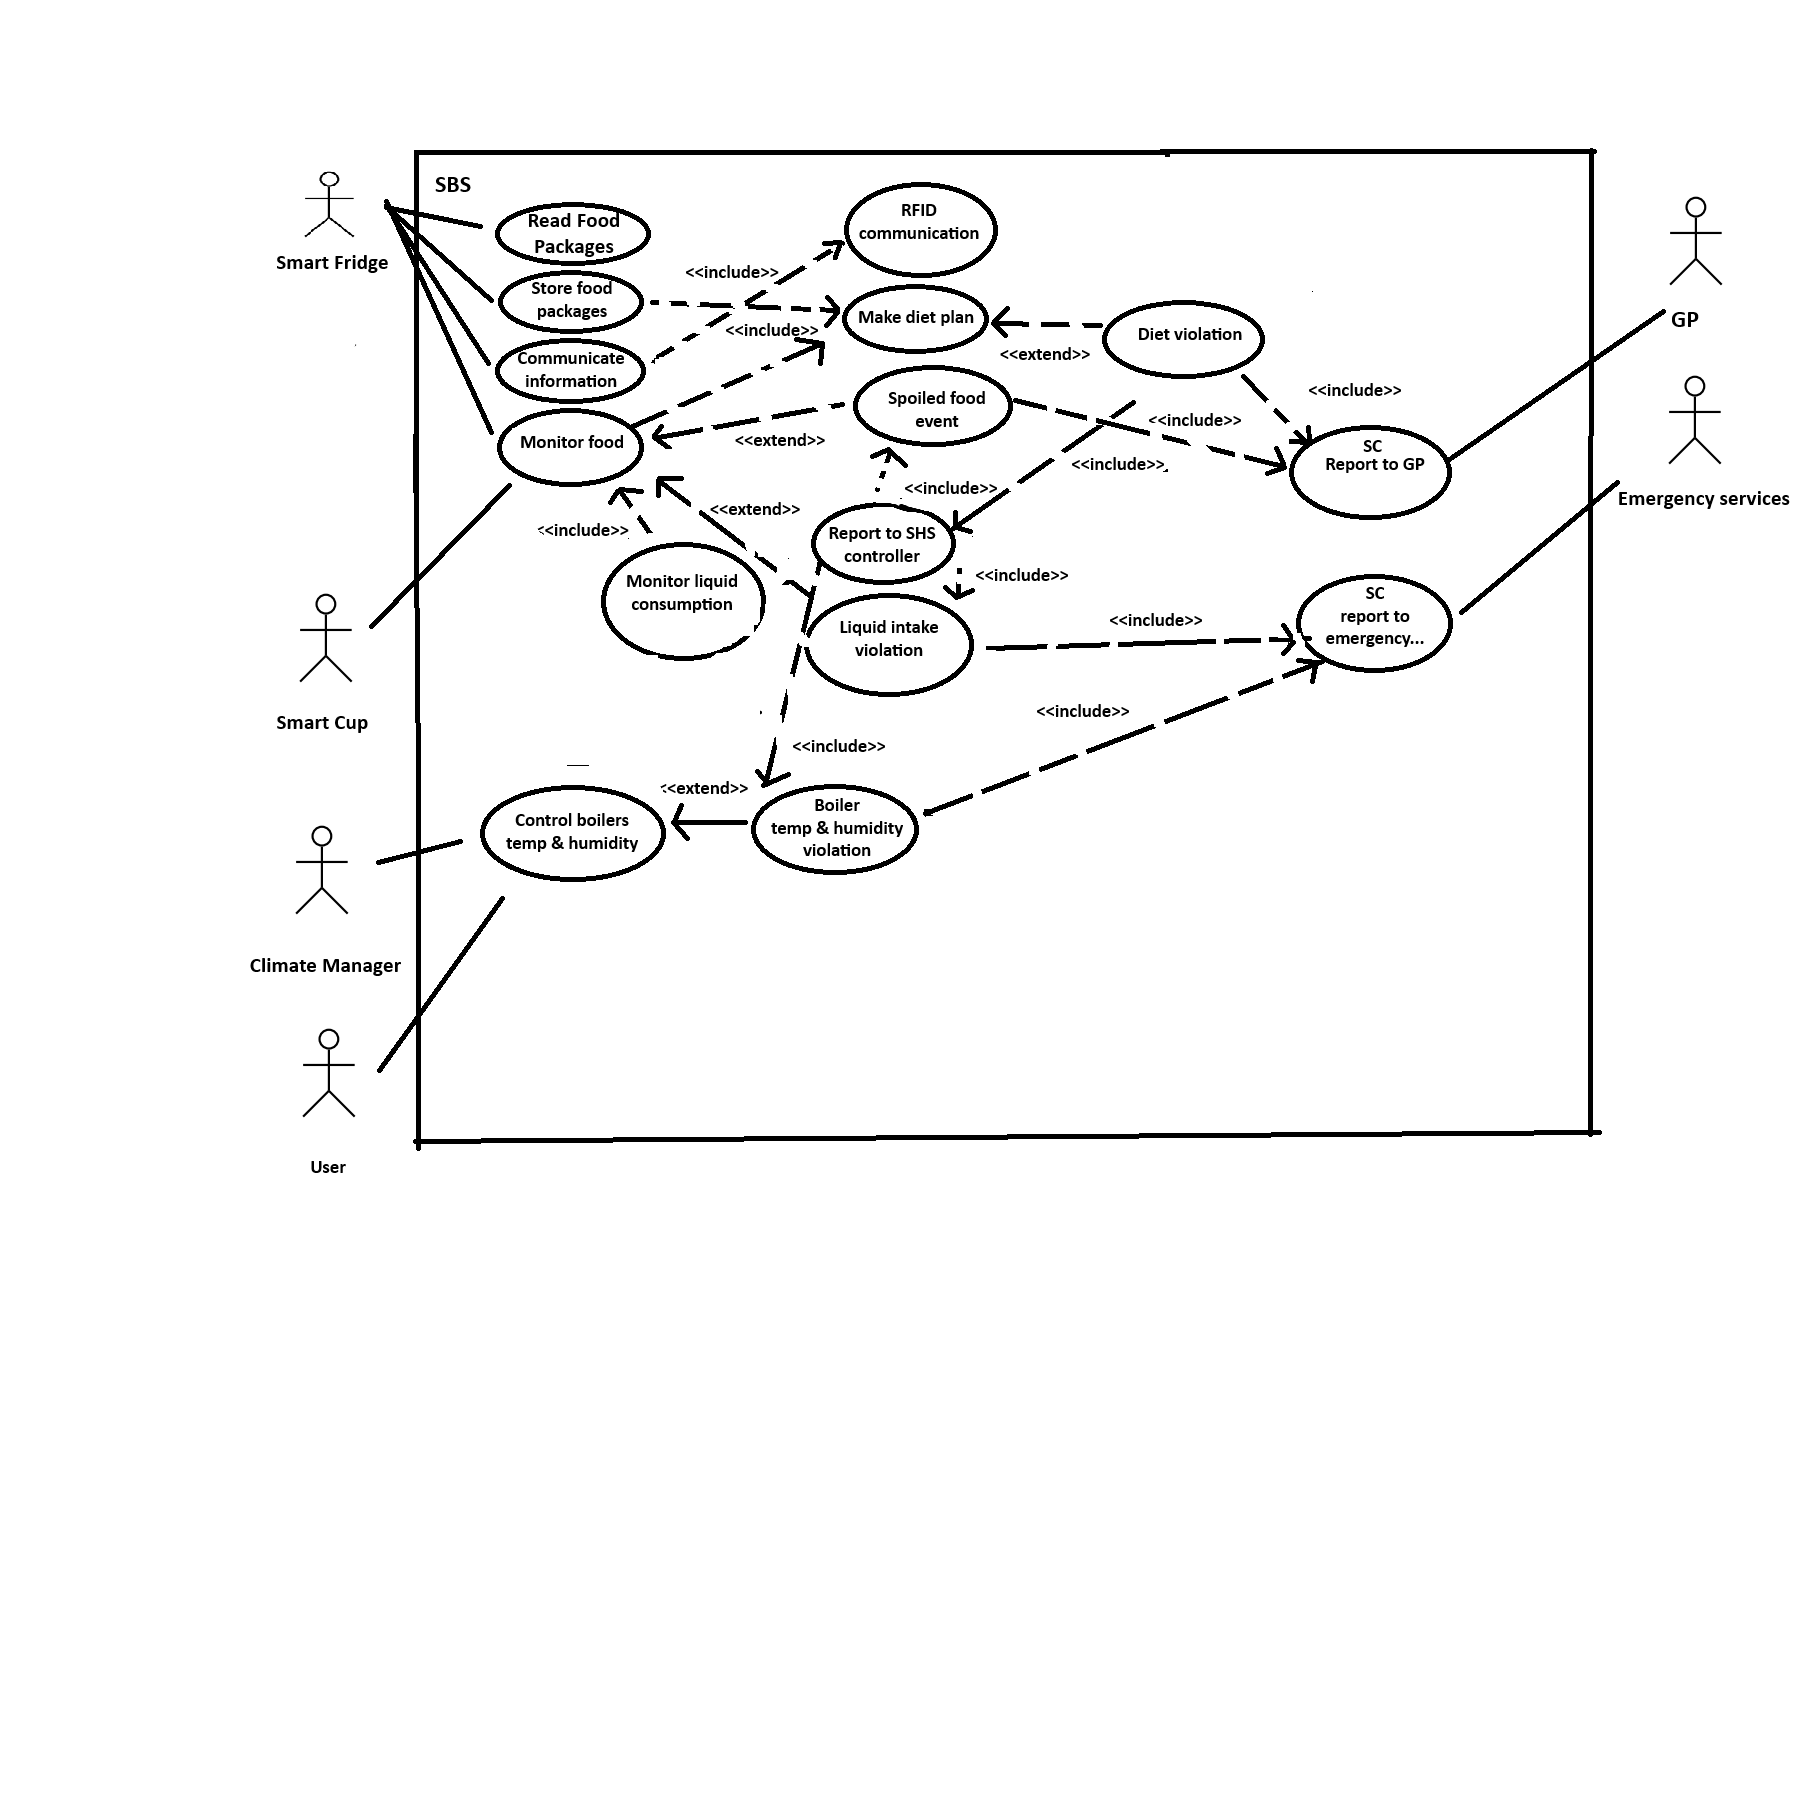 SBS
Smart Fridge
Read Food
Packages
Store food
packages
Communicate
information
Monitor food
<<include>>
<<include>>
RFID
communication
Make diet plan
Diet violation
<<extend>>
Spoiled food
event
<<extend>>
<<include>>
<<include>>
<<include>>
SC
Report to GP
GP
Emergency services
<<include>>
<<extend>>
<<include>>
Report to SHS
controller
<<include>>
Monitor liquid
consumption
Liquid intake
violation
<<include>>
SC
report to
emergency...
Smart Cup
<<include>>
<<include>>
<<extend>>
Control boilers
temp & humidity
Boiler
temp & humidity
violation
Climate Manager
User